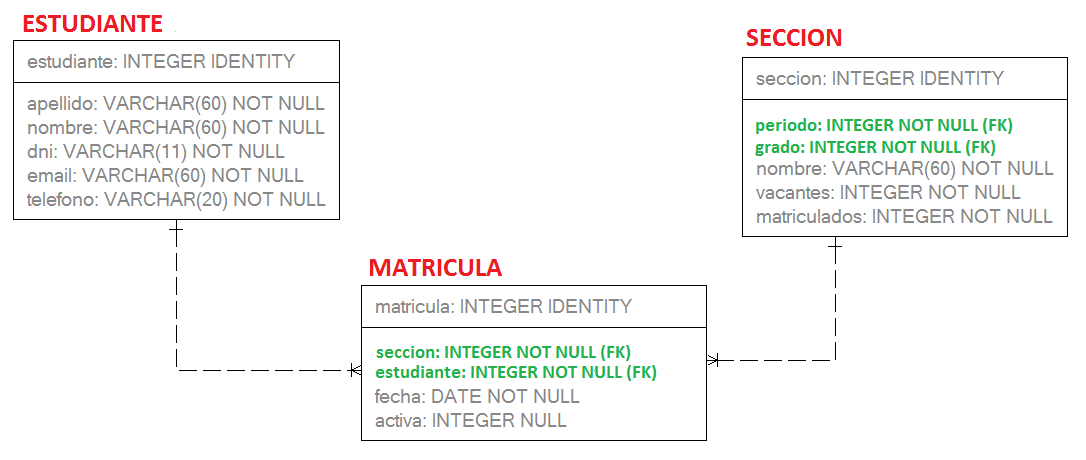 ESTUDIANTE
estudiante: INTEGER IDENTITY
apellido: VARCHAR(60) NOT NULL
nombre: VARCHAR(60) NOT NULL
dni: VARCHAR(11) NOT NULL
email: VARCHAR(60) NOT NULL
telefono: VARCHAR(20) NOT NULL
SECCION
seccion: INTEGER IDENTITY
periodo: INTEGER NOT NULL (FK)
grado: INTEGER NOT NULL (FK)
nombre: VARCHAR(60) NOT NULL
vacantes: INTEGER NOT NULL
matriculados: INTEGER NOT NULL
MATRICULA
matricula: INTEGER IDENTITY
seccion: INTEGER NOT NULL (FK)
estudiante: INTEGER NOT NULL (FK)
fecha: DATE NOT NULL
activa: INTEGER NULL